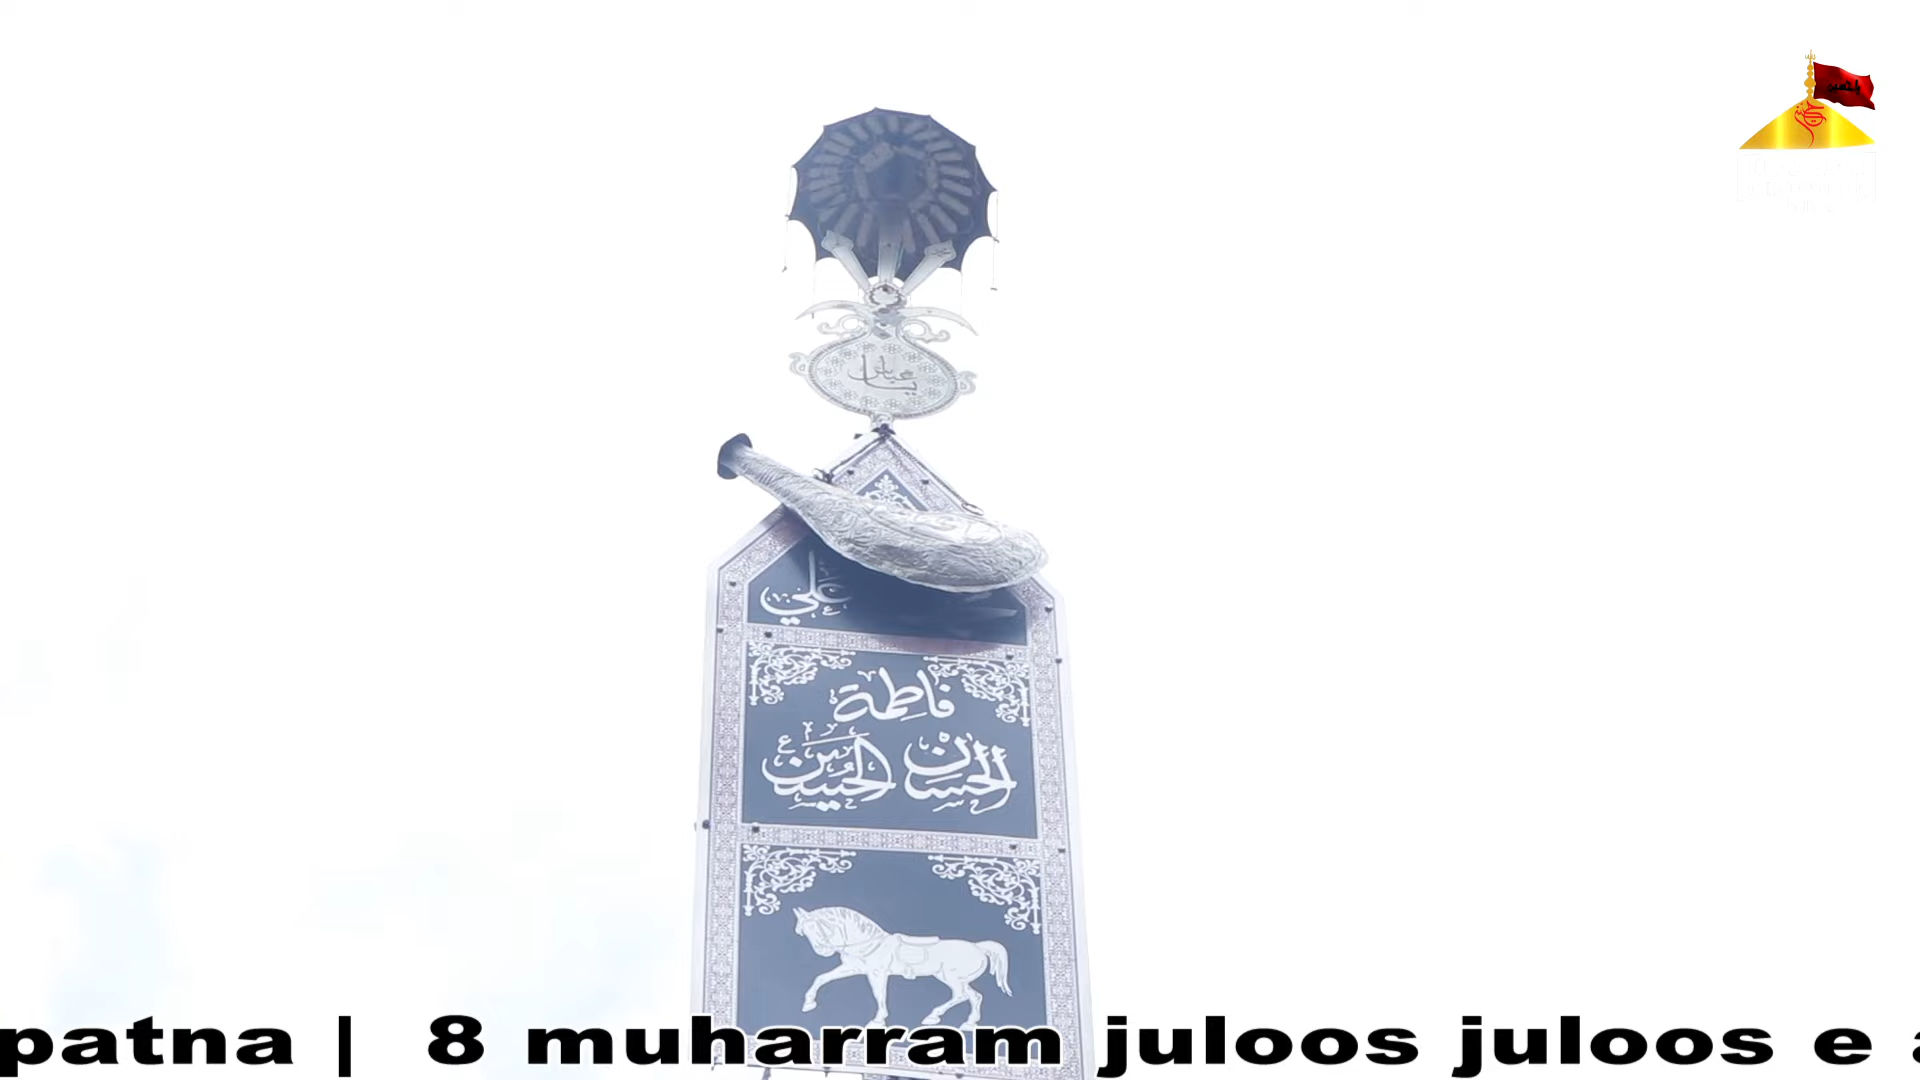 يا عباس
علي
فاطمة
الحسن الحسين
patna | 8 muharram juloos juloos e